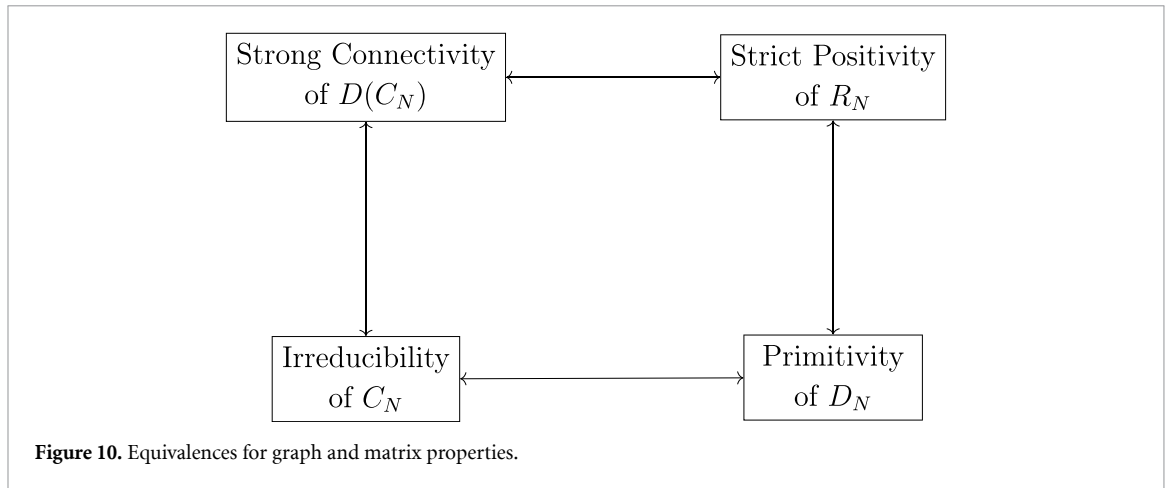 Strong Connectivity
of D(C_N)
Strict Positivity
of R_N
Irreducibility
of C_N
Primitivity
of D_N
Figure 10. Equivalences for graph and matrix properties.